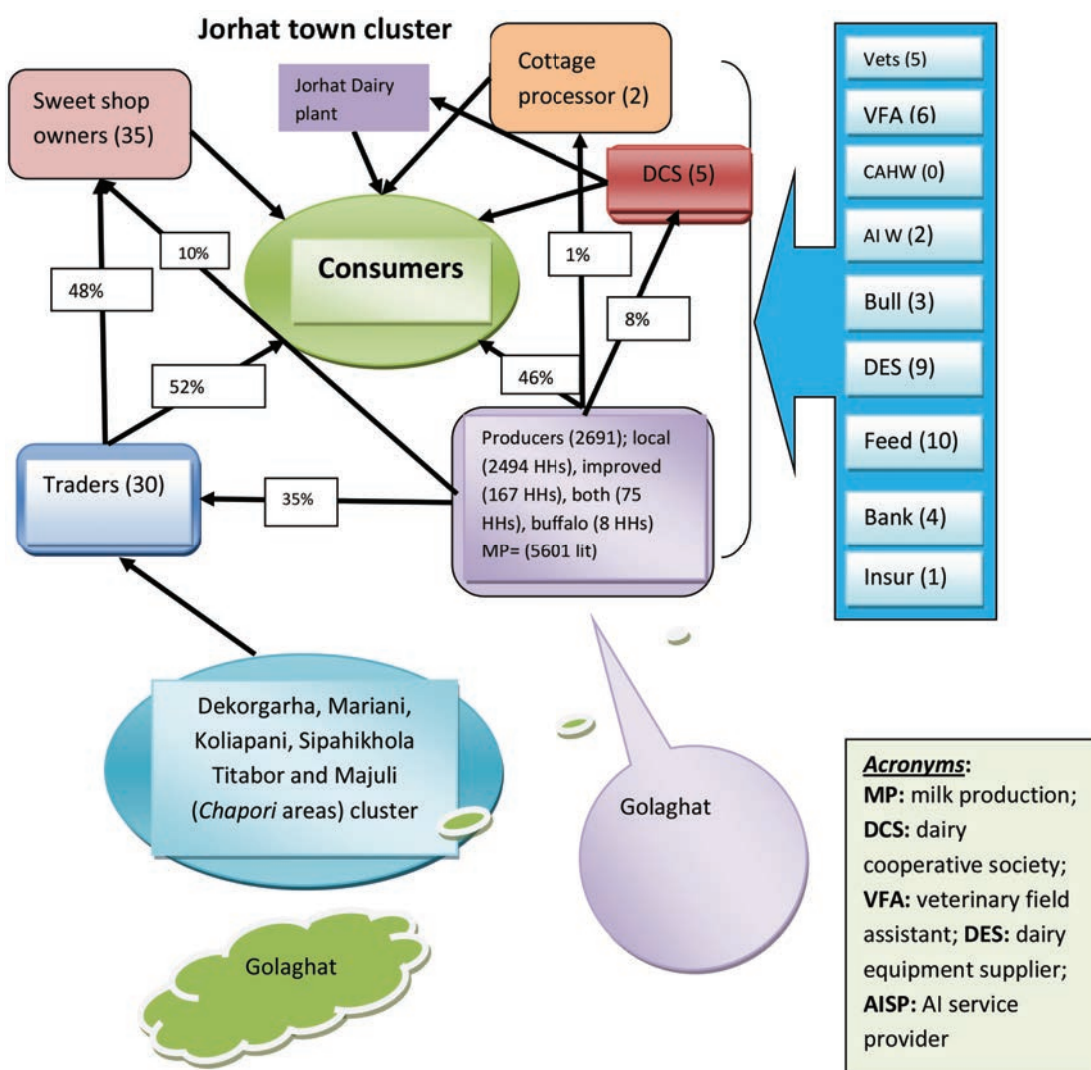 Jorhat town cluster
Sweet shop
owners (35)
Jorhat Dairy
plant
Cottage
processor (2)
DCS (5)
Consumers
10%
48%
1%
8%
52%
46%
Traders (30)
35%
Producers (2691); local
(2494 HHs), improved
(167 HHs), both (75
HHs), buffalo (8 HHs)
MP= (5601 lit)
Vets (5)
VFA (6)
CAHW (0)
AI W (2)
Bull (3)
DES (9)
Feed (10)
Bank (4)
Insur (1)
Dekorgarha, Mariani,
Koliapani, Sipahikhola
Titabor and Majuli
(Chapori areas) cluster
Golaghat
Golaghat
Acronyms:
MP: milk production;
DCS: dairy
cooperative society;
VFA: veterinary field
assistant; DES: dairy
equipment supplier;
AISP: AI service
provider